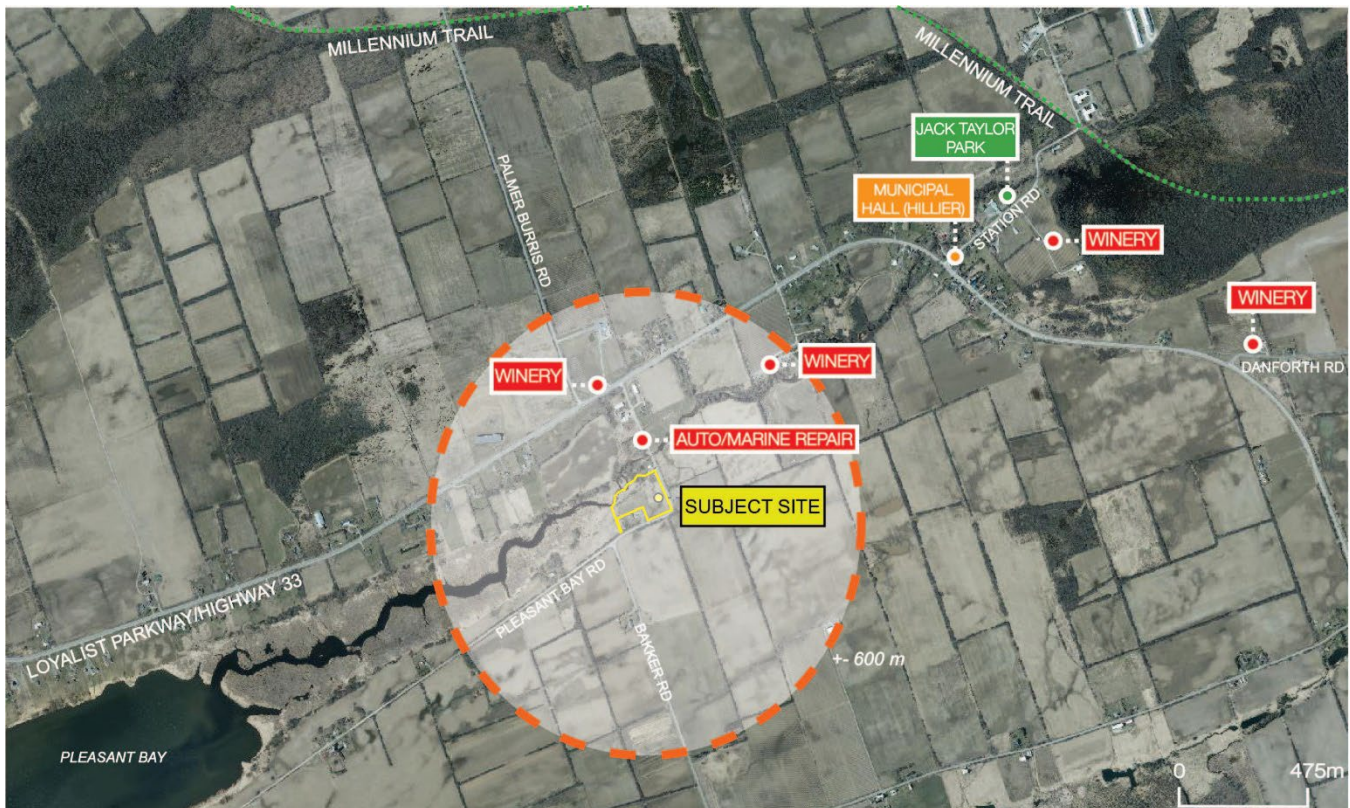 MILLENNIUM TRAIL
MILLENNIUM TRAIL
JACK TAYLOR
PARK
PALMER BURRIS RD
MUNICIPAL
HALL (HILLIER)
STATION RD
WINERY
WINERY
DANFORTH RD
WINERY
WINERY
AUTO/MARINE REPAIR
SUBJECT SITE
LOYALIST PARKWAY/HIGHWAY 33
PLEASANT BAY RD
BAKKER RD
+- 600 m
PLEASANT BAY
0 475m